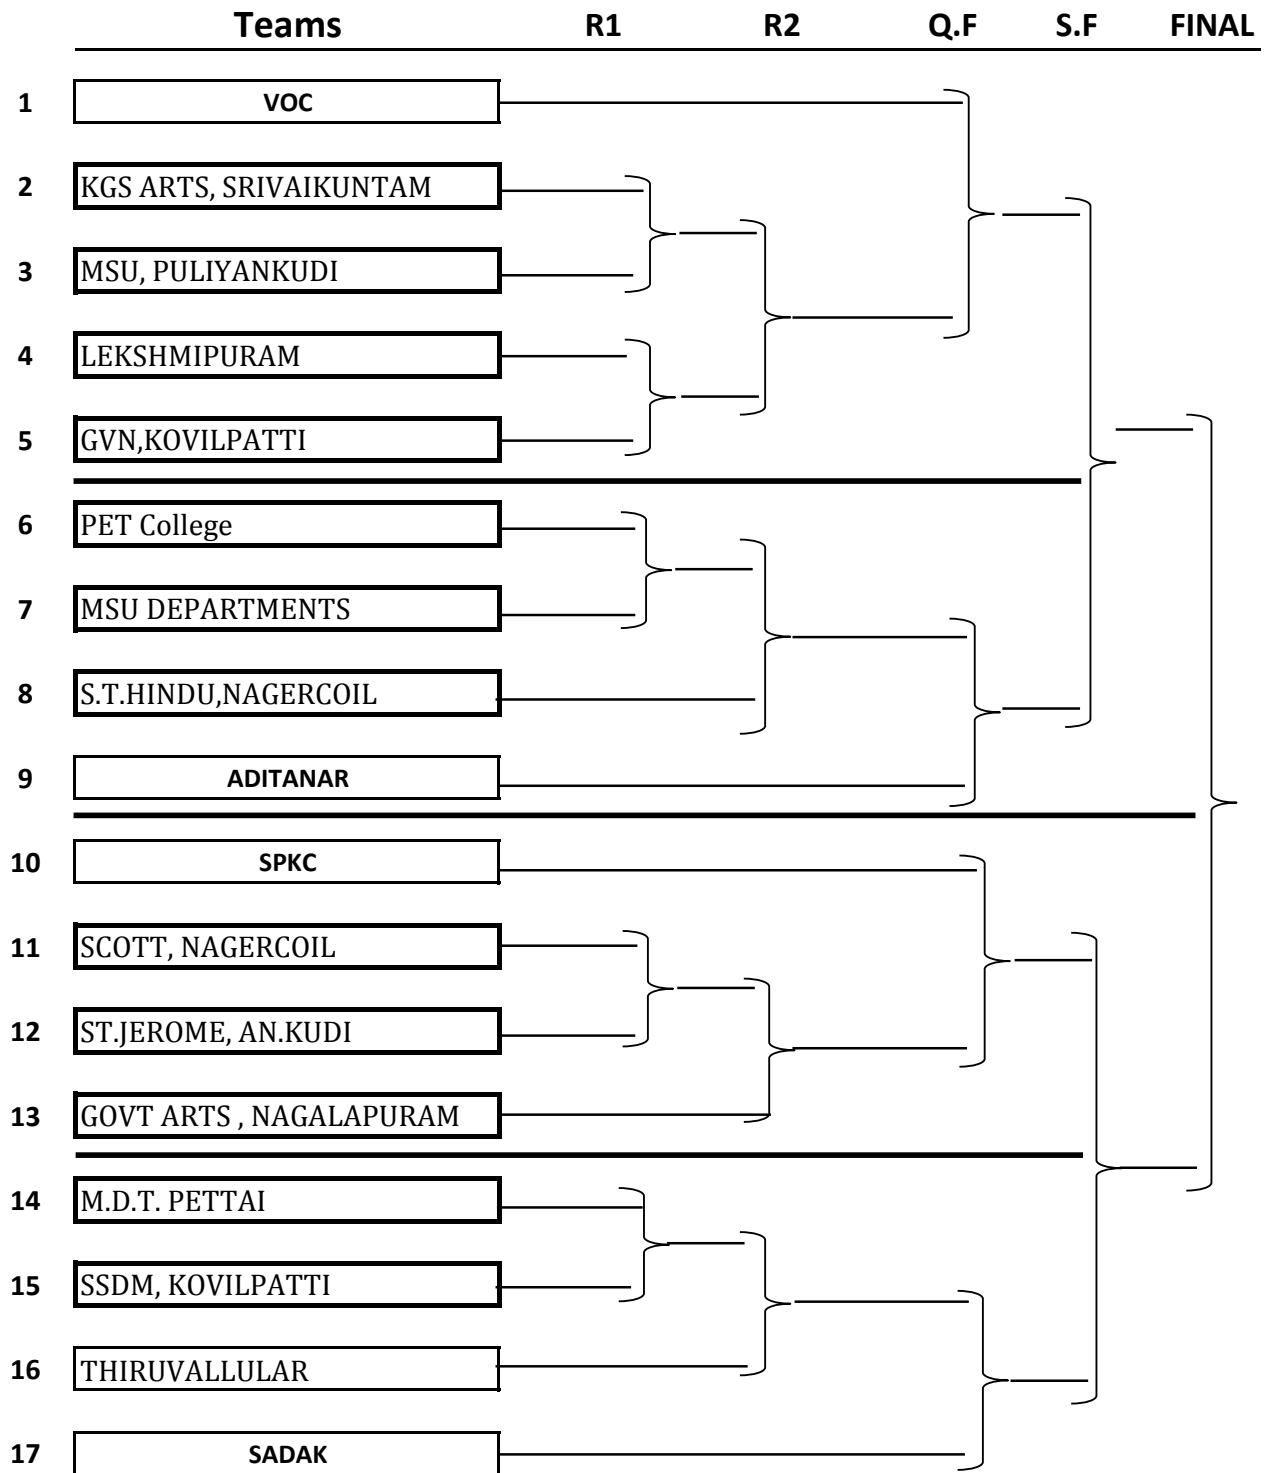 Teams R1 R2 Q.F S.F FINAL
1 VOC
2 KGS ARTS, SRIVAIKUNTAM
3 MSU, PULIYANKUDI
4 LEKSHMIPURAM
5 GVN,KOVILPATTI
6 PET College
7 MSU DEPARTMENTS
8 S.T.HINDU,NAGERCOIL
9 ADITANAR
10 SPKC
11 SCOTT, NAGERCOIL
12 ST.JEROME, AN.KUDI
13 GOVT ARTS , NAGALAPURAM
14 M.D.T. PETTAI
15 SSDM, KOVILPATTI
16 THIRUVALLULAR
17 SADAK